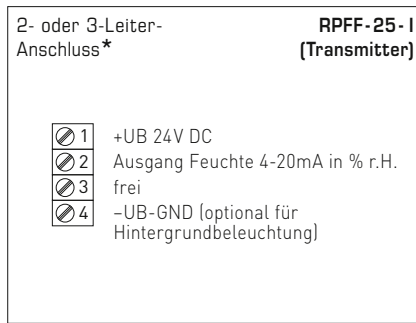 2- oder 3-Leiter-
Anschluss*
RPFF-25-I
(Transmitter)
1 +UB 24V DC
2 Ausgang Feuchte 4-20mA in % r.H.
3 frei
4 –UB-GND (optional für
Hintergrundbeleuchtung)